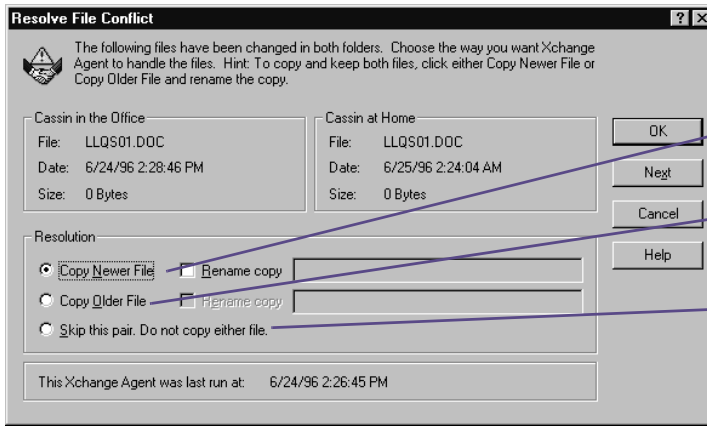 Resolve File Conflict
The following files have been changed in both folders. Choose the way you want Xchange
Agent to handle the files. Hint: To copy and keep both files, click either Copy Newer File or
Copy Older File and rename the copy.
Cassin in the Office
File: LLQS01.DOC
Date: 6/24/96 2:28:46 PM
Size: 0 Bytes
Cassin at Home
File: LLQS01.DOC
Date: 6/25/96 2:24:04 AM
Size: 0 Bytes
OK
Next
Cancel
Help
Resolution
Copy Newer File
Rename copy
Copy Older File
Rename copy
Skip this pair. Do not copy either file.
This Xchange Agent was last run at: 6/24/96 2:26:45 PM